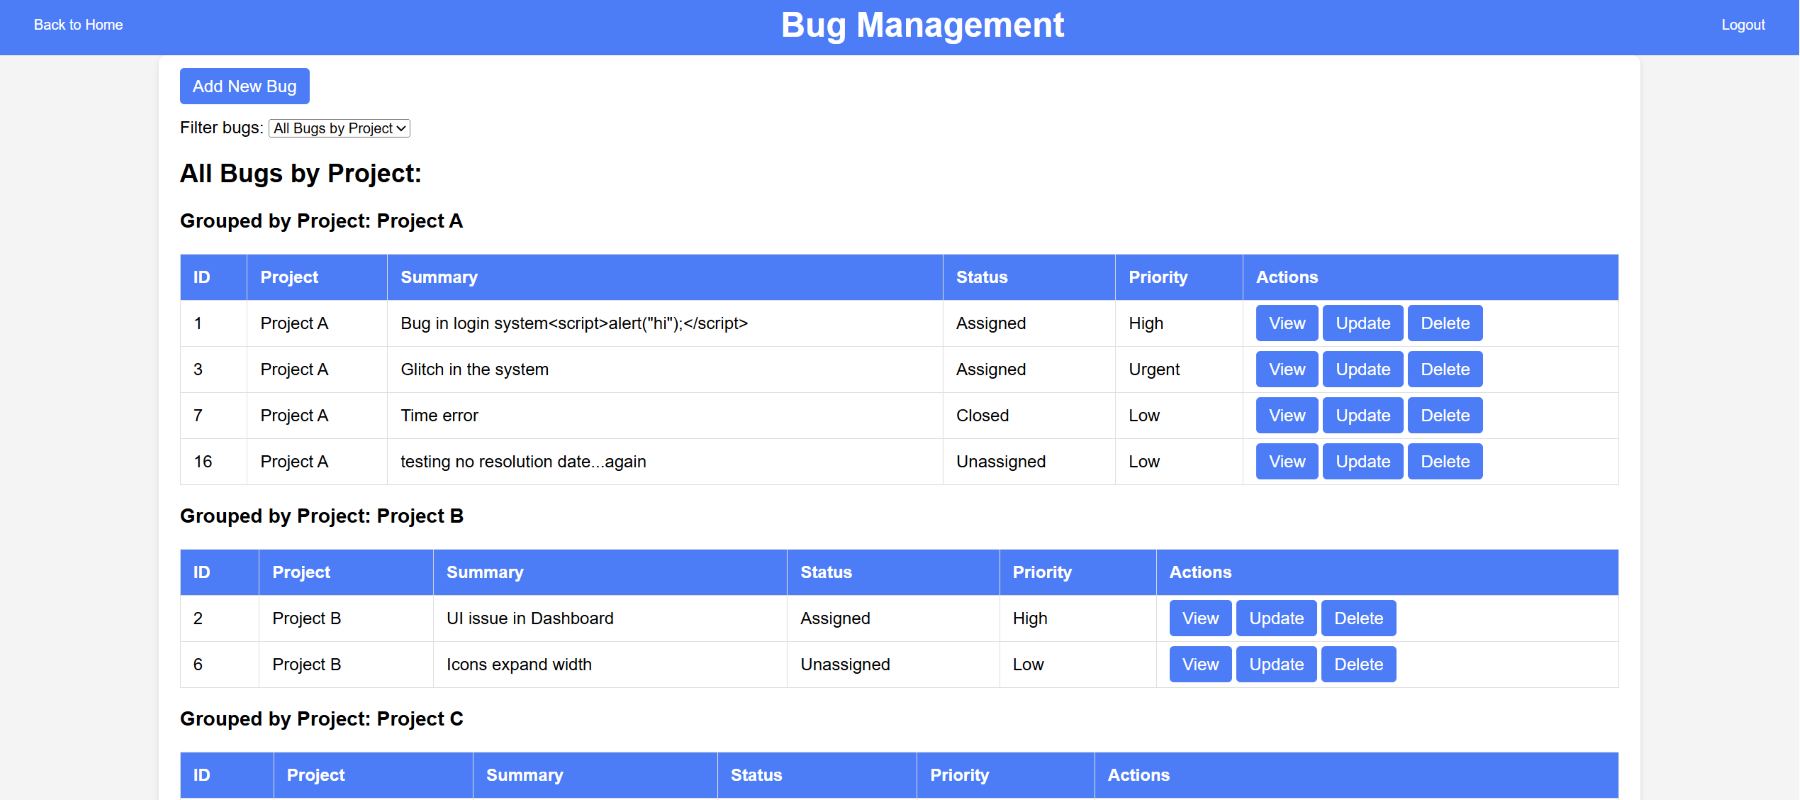 Back to Home Bug Management Logout
Add New Bug
Filter bugs: All Bugs by Project
All Bugs by Project:
Grouped by Project: Project A
ID Project Summary Status Priority Actions
1 Project A Bug in login system<script>alert("hi");</script> Assigned High View Update Delete
3 Project A Glitch in the system Assigned Urgent View Update Delete
7 Project A Time error Closed Low View Update Delete
16 Project A testing no resolution date...again Unassigned Low View Update Delete
Grouped by Project: Project B
ID Project Summary Status Priority Actions
2 Project B UI issue in Dashboard Assigned High View Update Delete
6 Project B Icons expand width Unassigned Low View Update Delete
Grouped by Project: Project C
ID Project Summary Status Priority Actions